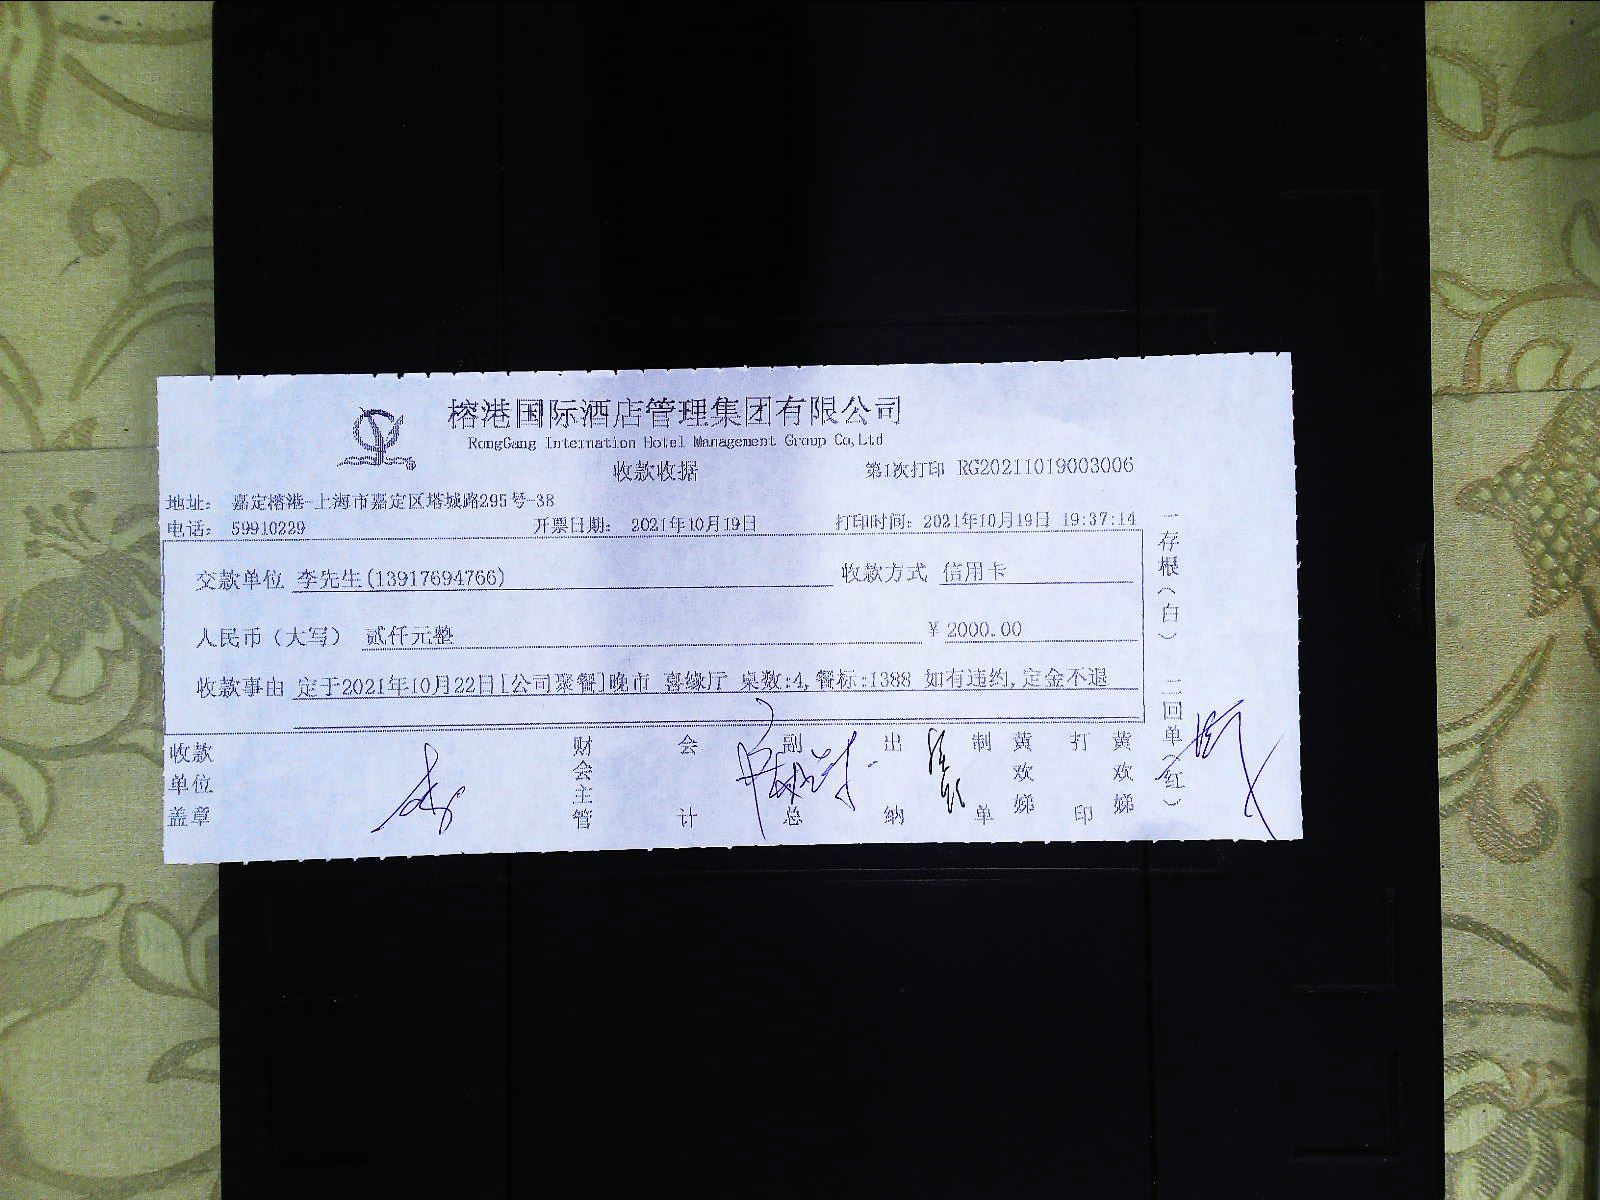 榕港国际酒店管理集团有限公司
RongGang Internation Hotel Management Group Co,Ltd
收款收据
第1次打印 RG20211019003006
地址: 嘉定榕港-上海市嘉定区塔城路295号-38
电话: 59910229 开票日期: 2021年10月19日 打印时间: 2021年10月19日 19:37:14
交款单位 李先生(13917694766) 收款方式 信用卡
人民币(大写) 贰仟元整 ¥ 2000.00
收款事由 定于2021年10月22日[公司聚餐]晚市 喜缘厅 桌数:4,餐标:1388 如有违约,定金不退
收款单位盖章 财会主管 会计 副总 出纳 制单 黄欢娣 打印 黄欢娣
一存根(白) 二回单(红)